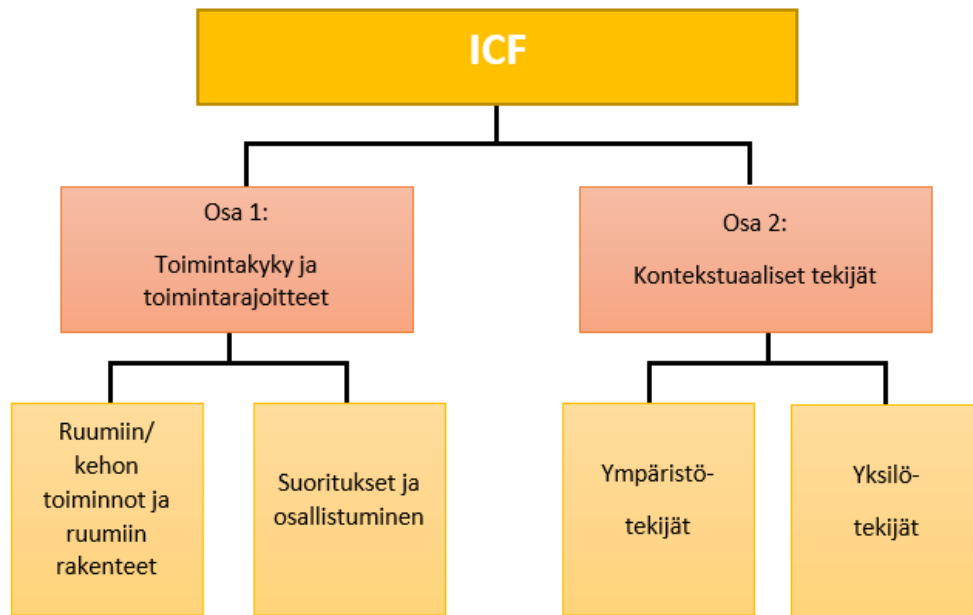 ICF
Osa 1:
Toimintakyky ja
toimintarajoitteet
Osa 2:
Kontekstuaaliset tekijät
Ruumiin/
kehon
toiminnot ja
ruumiin
rakenteet
Suoritukset ja
osallistuminen
Ympäristö-
tekijät
Yksilö-
tekijät